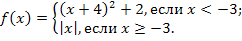 f(x) = {(x + 4)² + 2, если x < −3;
|x|, если x ≥ −3.